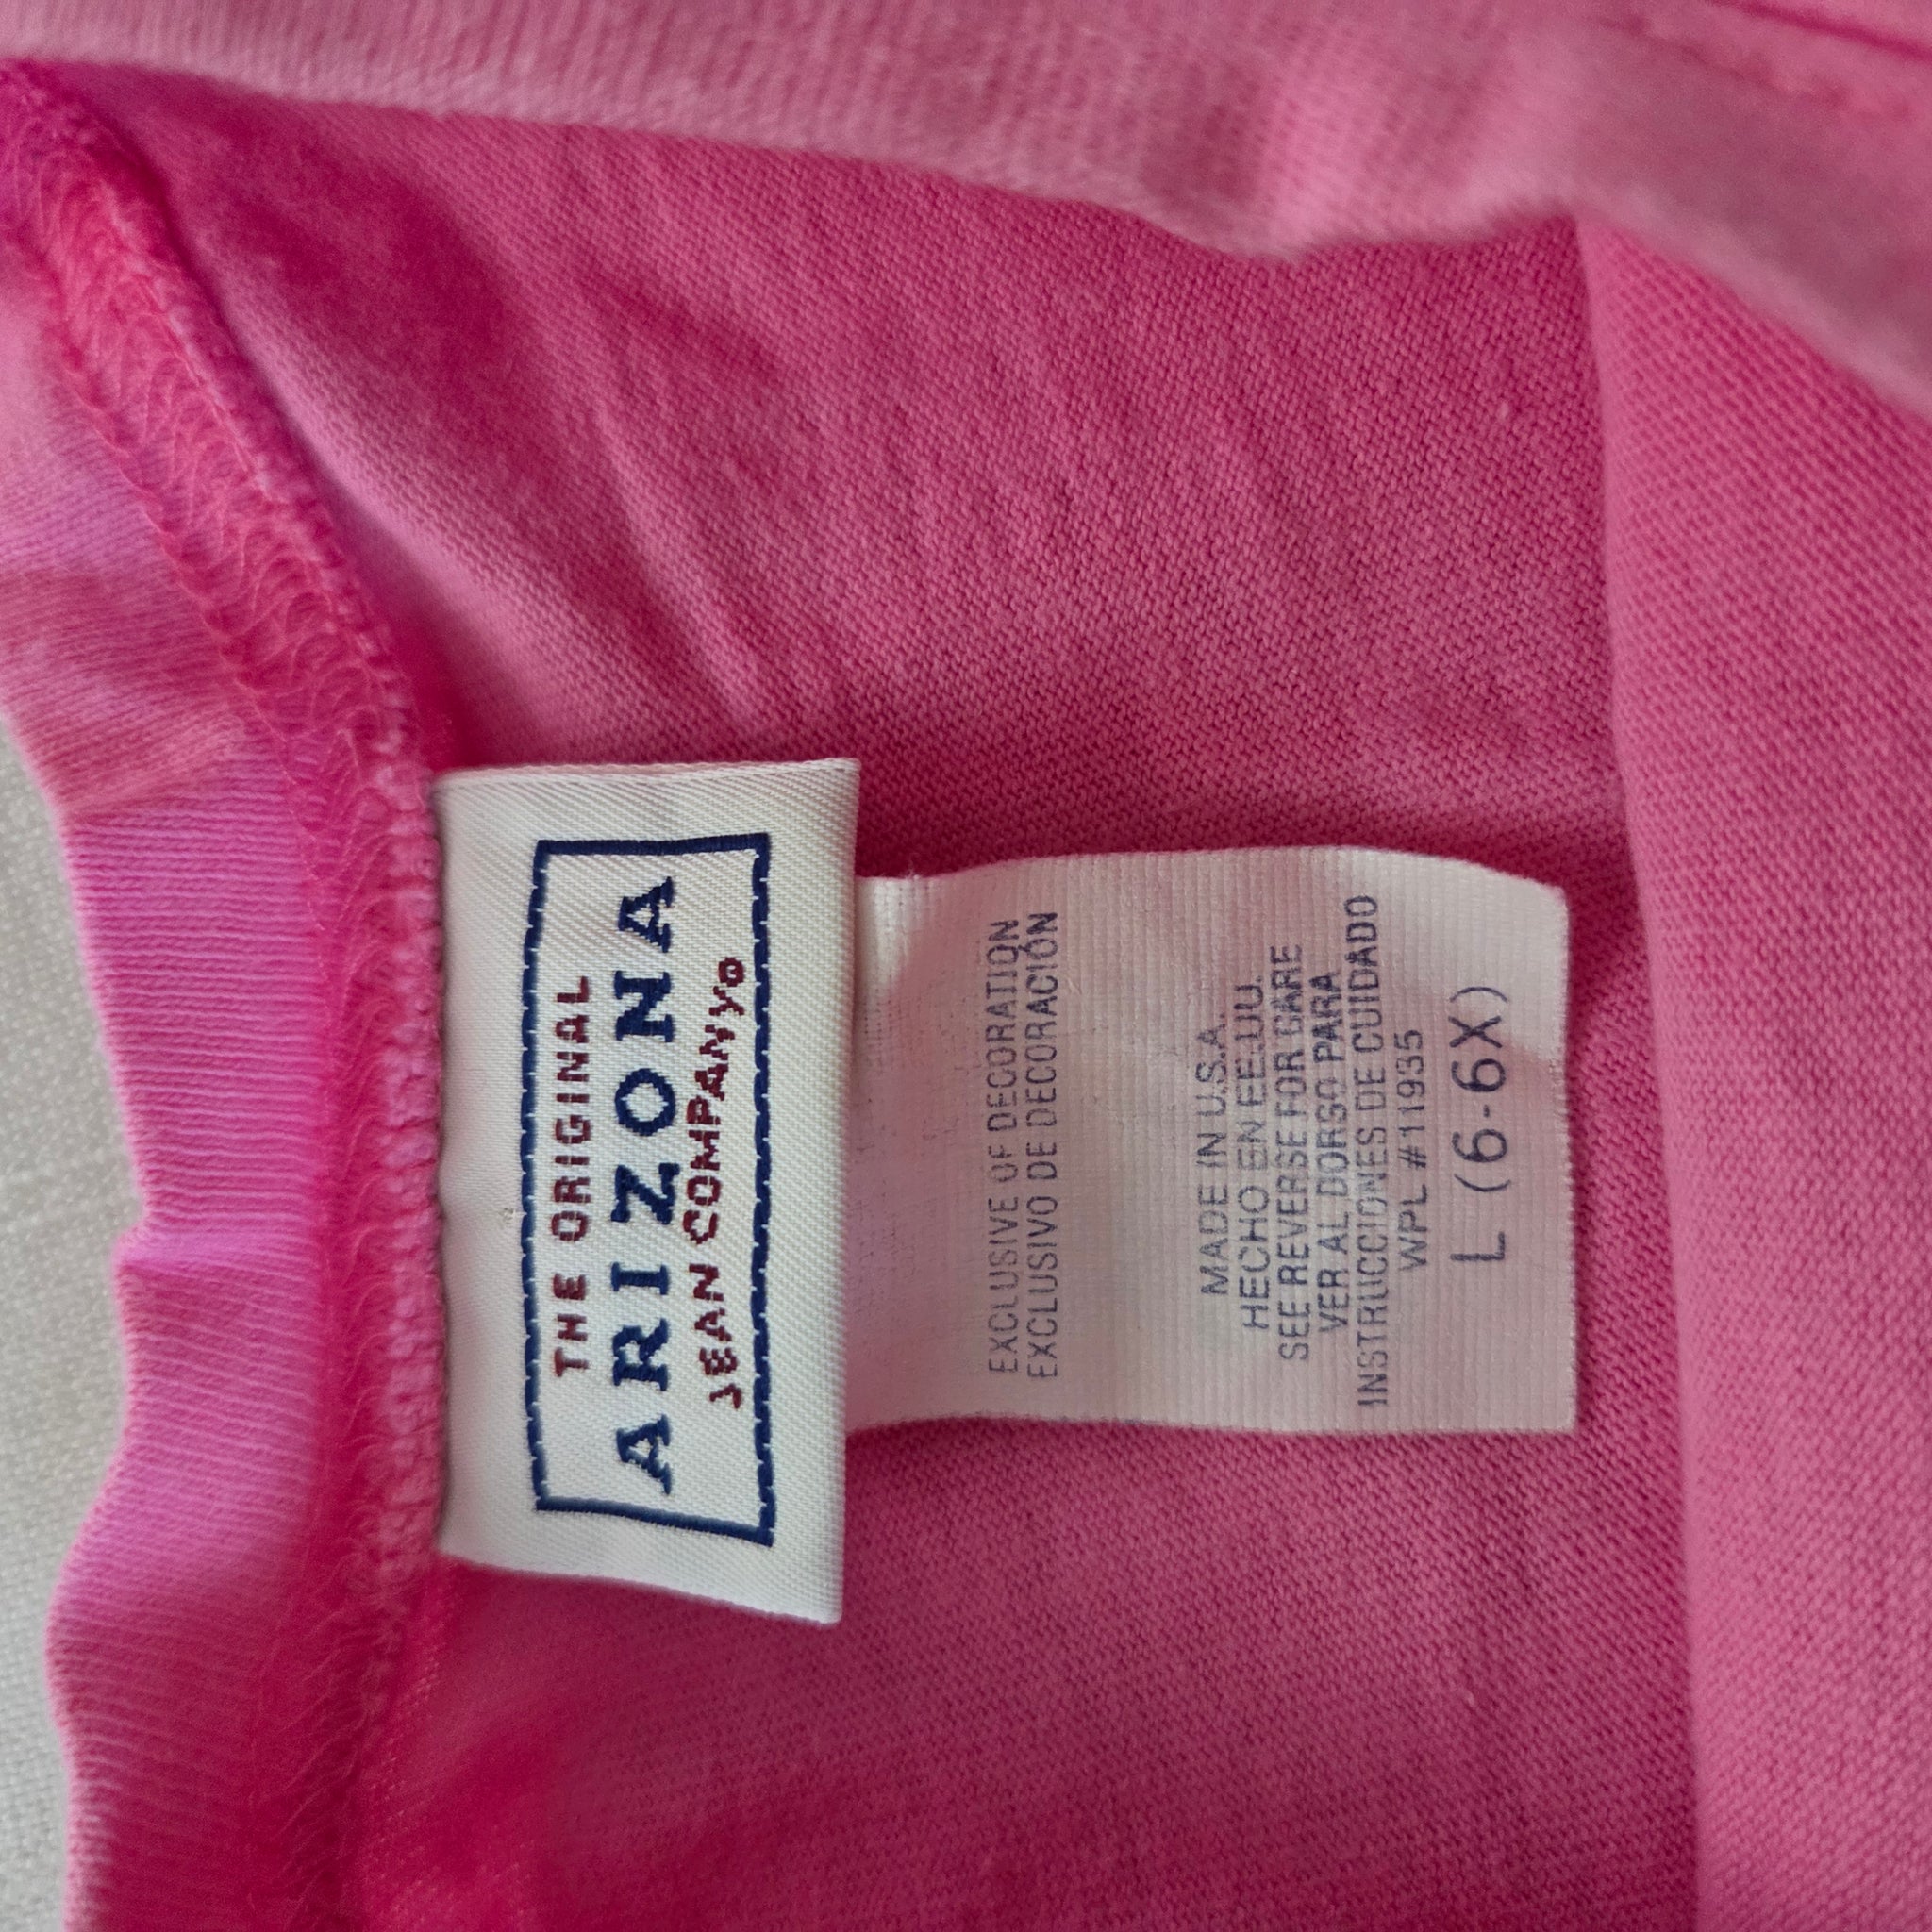 THE ORIGINAL
ARIZONA
JEAN COMPANY®
EXCLUSIVE OF DECORATION
EXCLUSIVO DE DECORACIÓN
MADE IN U.S.A.
HECHO EN EE.UU.
SEE REVERSE FOR CARE
VER AL DORSO PARA
INSTRUCCIONES DE CUIDADO
WPL #11935
L (6-6X)